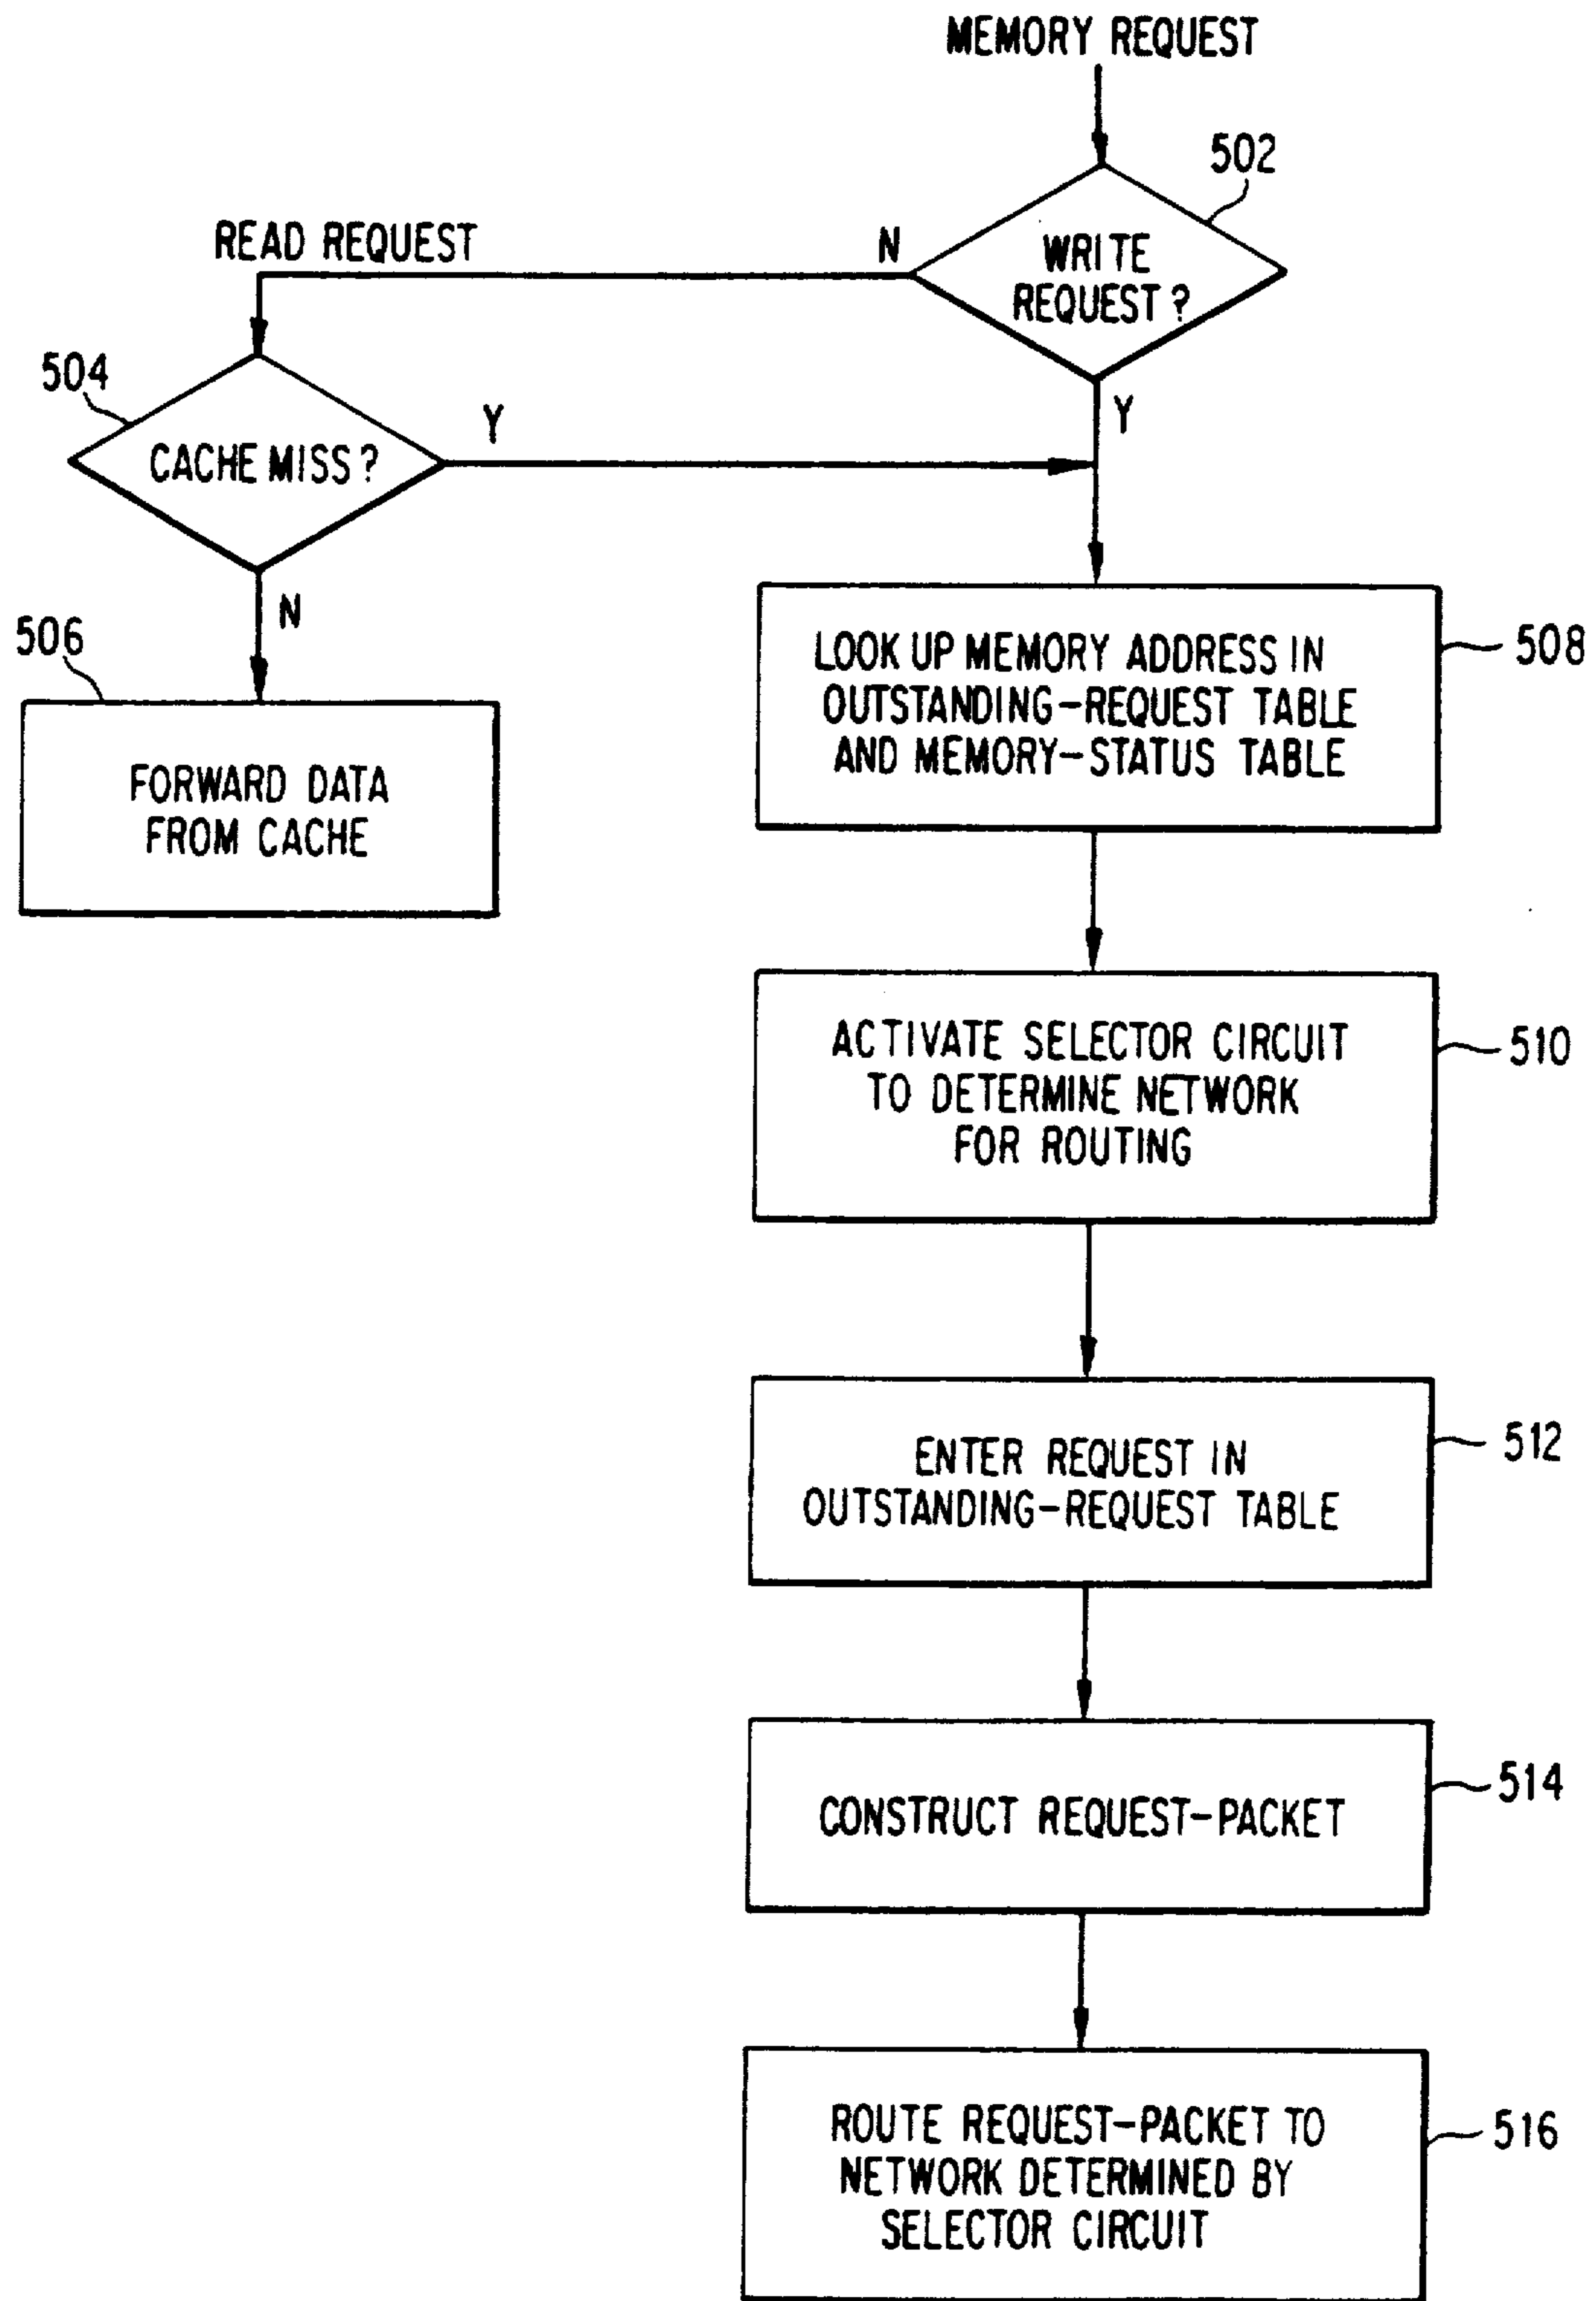 MEMORY REQUEST
502
WRITE
REQUEST?
N
READ REQUEST
Y
504
CACHE MISS?
Y
N
506
FORWARD DATA
FROM CACHE
LOOK UP MEMORY ADDRESS IN
OUTSTANDING-REQUEST TABLE
AND MEMORY-STATUS TABLE
508
ACTIVATE SELECTOR CIRCUIT
TO DETERMINE NETWORK
FOR ROUTING
510
ENTER REQUEST IN
OUTSTANDING-REQUEST TABLE
512
CONSTRUCT REQUEST-PACKET
514
ROUTE REQUEST-PACKET TO
NETWORK DETERMINED BY
SELECTOR CIRCUIT
516